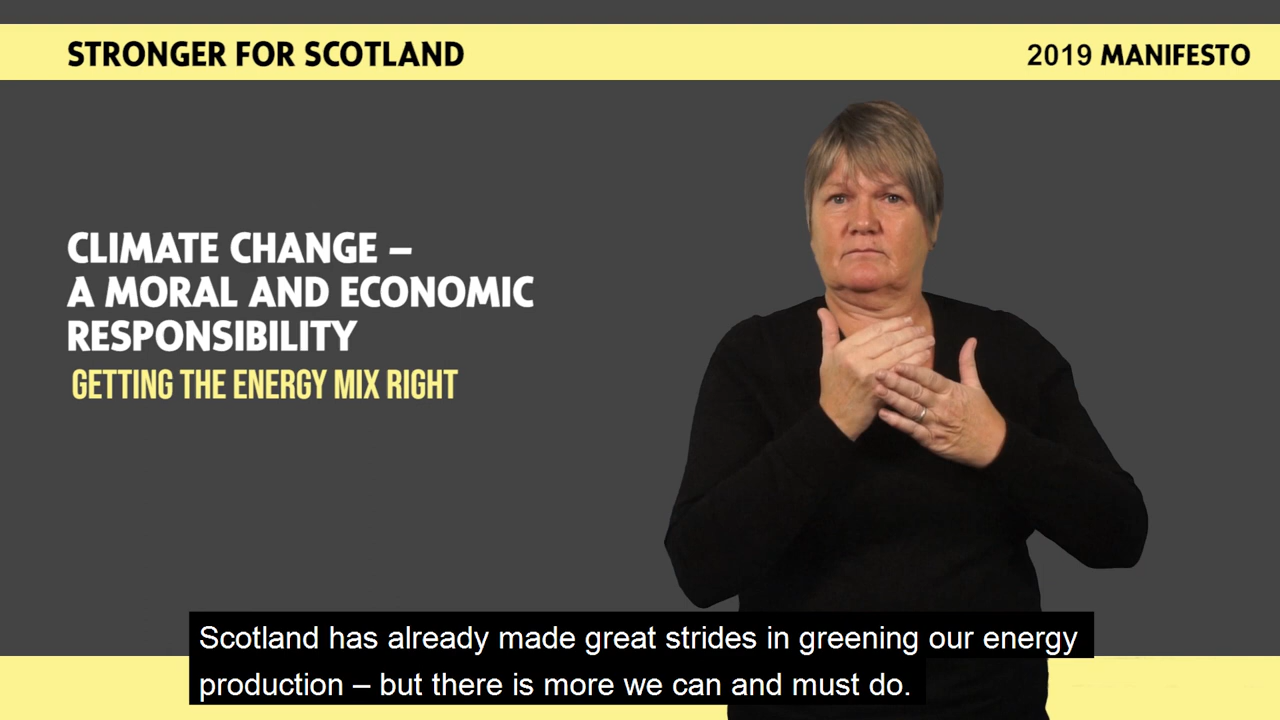 STRONGER FOR SCOTLAND
2019 MANIFESTO
CLIMATE CHANGE –
A MORAL AND ECONOMIC
RESPONSIBILITY
GETTING THE ENERGY MIX RIGHT
Scotland has already made great strides in greening our energy
production – but there is more we can and must do.